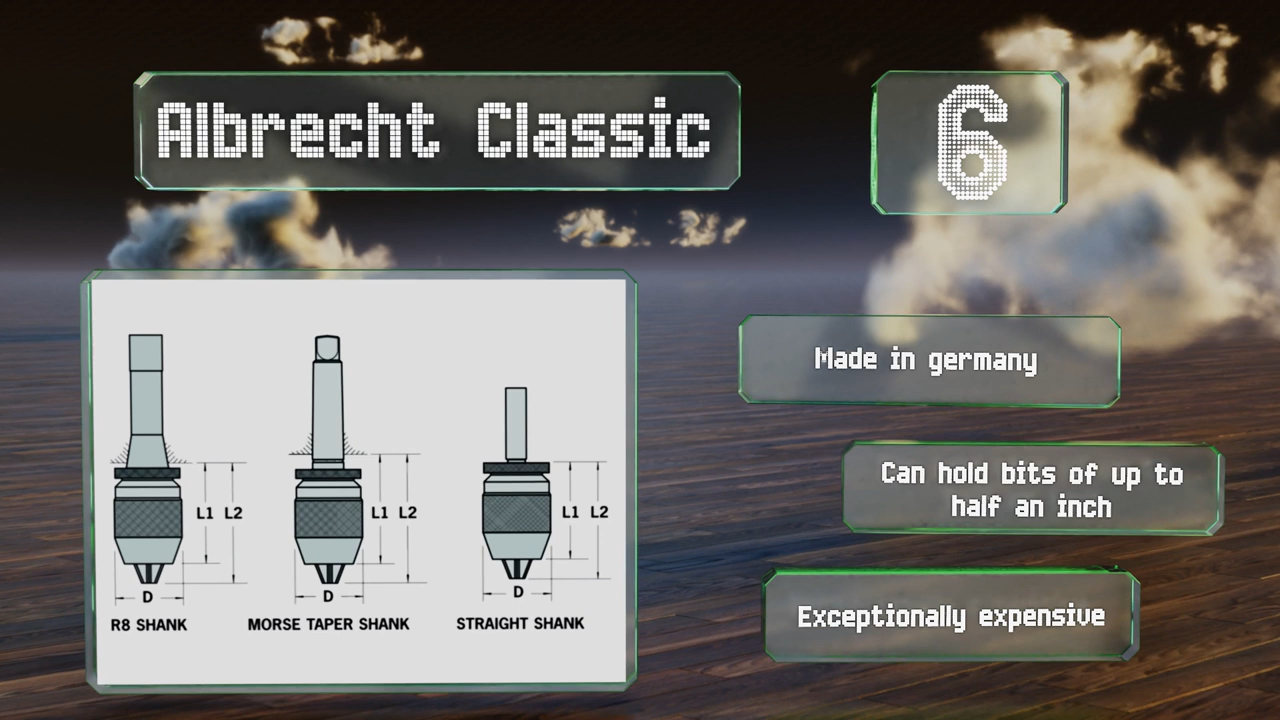 Albrecht Classic
6
Made in germany
Can hold bits of up to
half an inch
Exceptionally expensive
L1 L2
L1 L2
L1 L2
D
D
D
R8 SHANK
MORSE TAPER SHANK
STRAIGHT SHANK